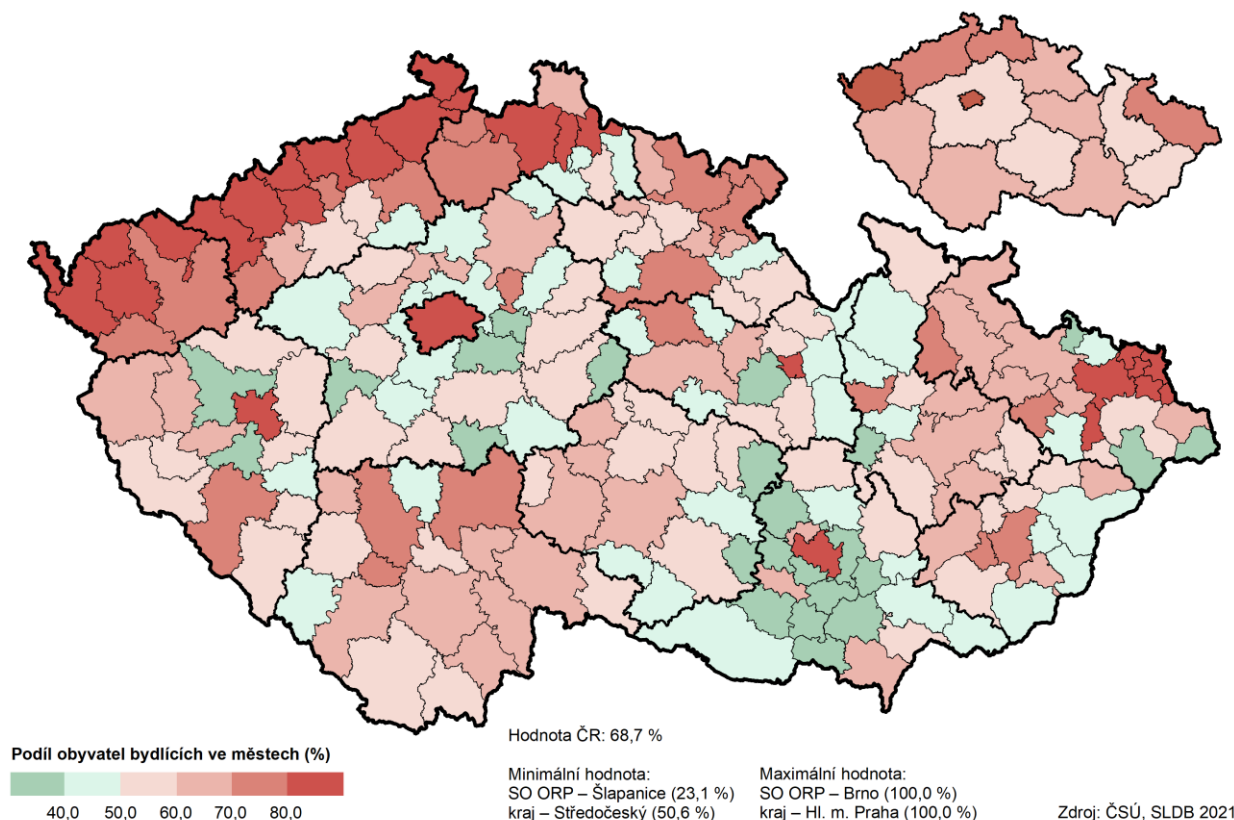 Hodnota ČR: 68,7 %
Podíl obyvatel bydlících ve městech (%)
40,0 50,0 60,0 70,0 80,0
Minimální hodnota:
SO ORP – Šlapanice (23,1 %)
kraj – Středočeský (50,6 %)
Maximální hodnota:
SO ORP – Brno (100,0 %)
kraj – Hl. m. Praha (100,0 %)
Zdroj: ČSÚ, SLDB 2021